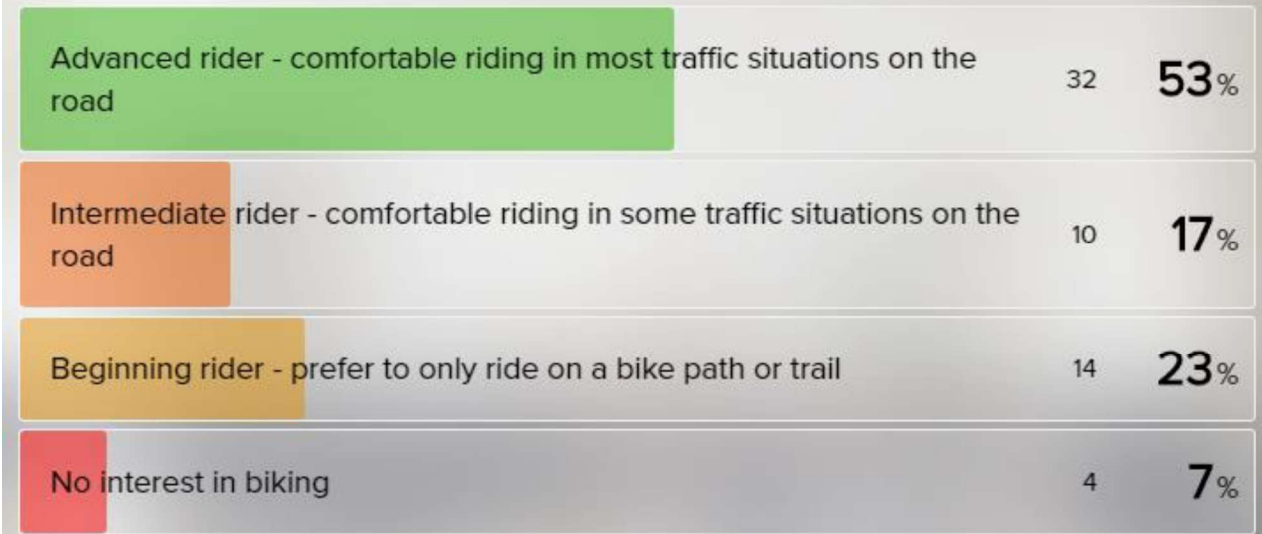 Advanced rider - comfortable riding in most traffic situations on the
road
32
53%
Intermediate rider - comfortable riding in some traffic situations on the
road
10
17%
Beginning rider - prefer to only ride on a bike path or trail
14
23%
No interest in biking
4
7%